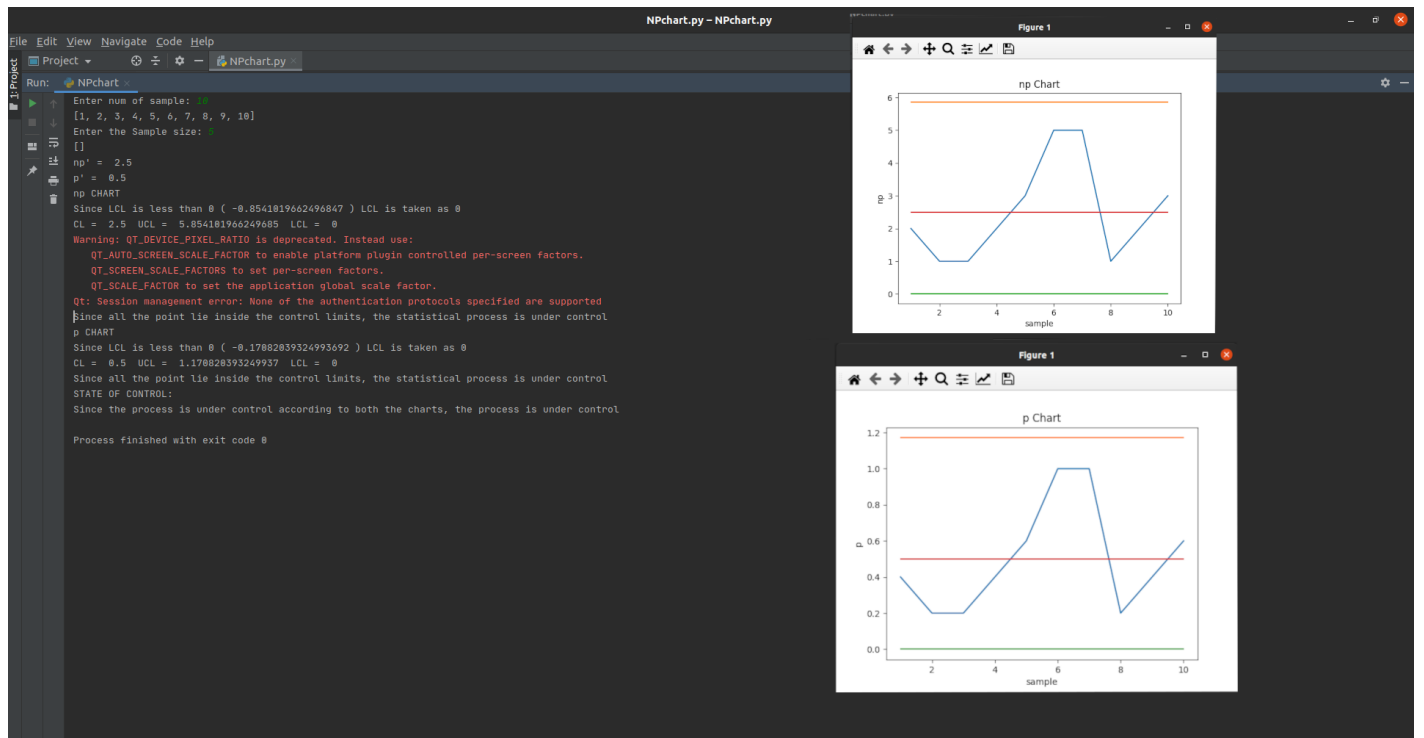 NPchart.py – NPchart.py
File Edit View Navigate Code Help
Project
NPchart.py
1: Project
Run: NPchart
Enter num of sample: 10
[1, 2, 3, 4, 5, 6, 7, 8, 9, 10]
Enter the Sample size: 5
[]
np' =  2.5
p' =  0.5
np CHART
Since LCL is less than 0 ( -0.8541019662496847 ) LCL is taken as 0
CL =  2.5  UCL =  5.854101966249685  LCL =  0
Warning: QT_DEVICE_PIXEL_RATIO is deprecated. Instead use:
QT_AUTO_SCREEN_SCALE_FACTOR to enable platform plugin controlled per-screen factors.
QT_SCREEN_SCALE_FACTORS to set per-screen factors.
QT_SCALE_FACTOR to set the application global scale factor.
Qt: Session management error: None of the authentication protocols specified are supported
Since all the point lie inside the control limits, the statistical process is under control
p CHART
Since LCL is less than 0 ( -0.17082039324993692 ) LCL is taken as 0
CL =  0.5  UCL =  1.170820393249937  LCL =  0
Since all the point lie inside the control limits, the statistical process is under control
STATE OF CONTROL:
Since the process is under control according to both the charts, the process is under control
Process finished with exit code 0
Figure 1
np Chart
6
5
4
3
2
1
0
np
2 4 6 8 10
sample
Figure 1
p Chart
1.2
1.0
0.8
0.6
0.4
0.2
0.0
p
2 4 6 8 10
sample